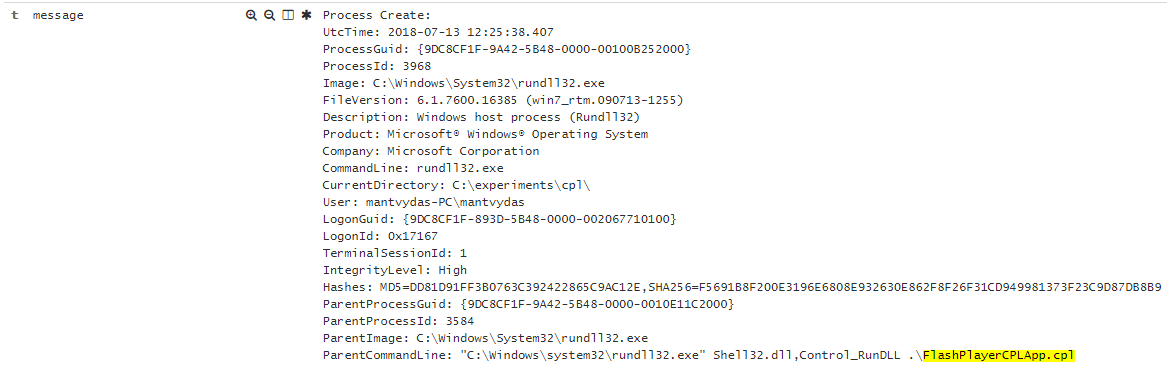 t message Process Create:
UtcTime: 2018-07-13 12:25:38.407
ProcessGuid: {9DC8CF1F-9A42-5B48-0000-00100B252000}
ProcessId: 3968
Image: C:\Windows\System32\rundll32.exe
FileVersion: 6.1.7600.16385 (win7_rtm.090713-1255)
Description: Windows host process (Rundll32)
Product: Microsoft® Windows® Operating System
Company: Microsoft Corporation
CommandLine: rundll32.exe
CurrentDirectory: C:\experiments\cpl\
User: mantvydas-PC\mantvydas
LogonGuid: {9DC8CF1F-893D-5B48-0000-002067710100}
LogonId: 0x17167
TerminalSessionId: 1
IntegrityLevel: High
Hashes: MD5=DD81D91FF3B0763C392422865C9AC12E,SHA256=F5691B8F200E3196E6808E932630E862F8F26F31CD949981373F23C9D87DB8B9
ParentProcessGuid: {9DC8CF1F-9A42-5B48-0000-0010E11C2000}
ParentProcessId: 3584
ParentImage: C:\Windows\System32\rundll32.exe
ParentCommandLine: "C:\Windows\system32\rundll32.exe" Shell32.dll,Control_RunDLL .\FlashPlayerCPLApp.cpl